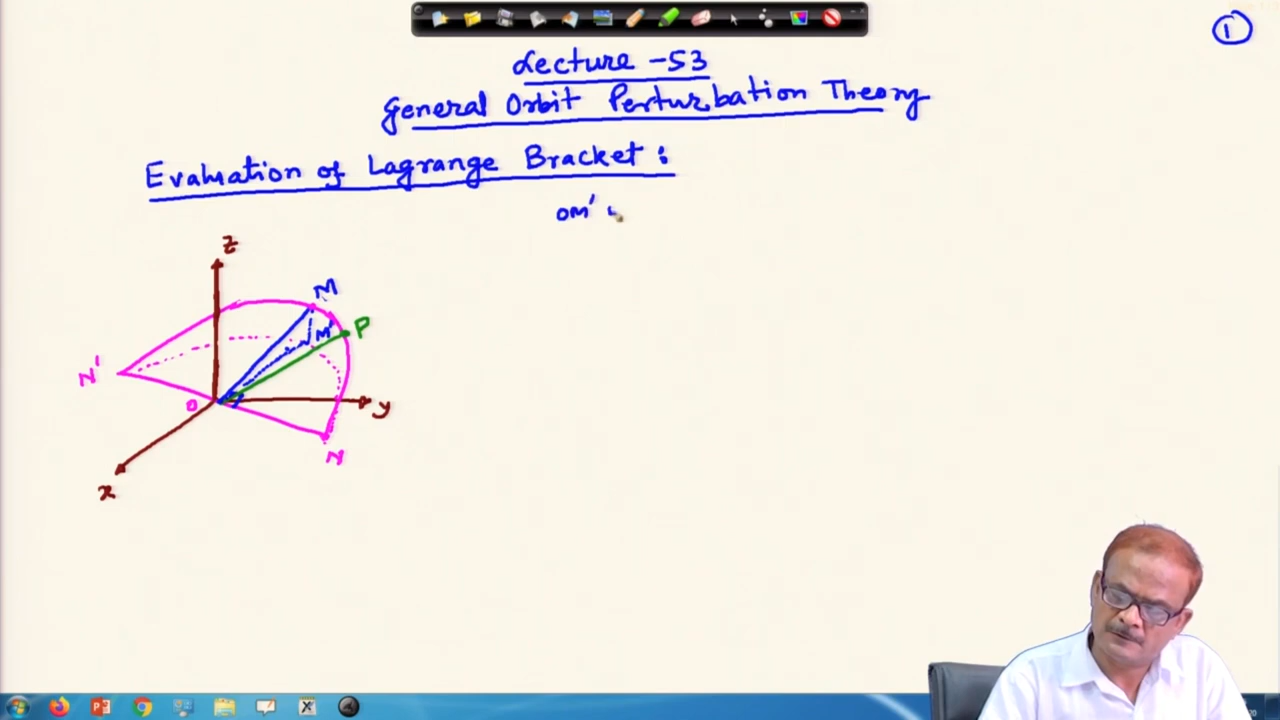 1
Lecture -53
General Orbit Perturbation Theory
Evaluation of Lagrange Bracket :
OM'
z
M
M'
P
N'
O
y
N
x